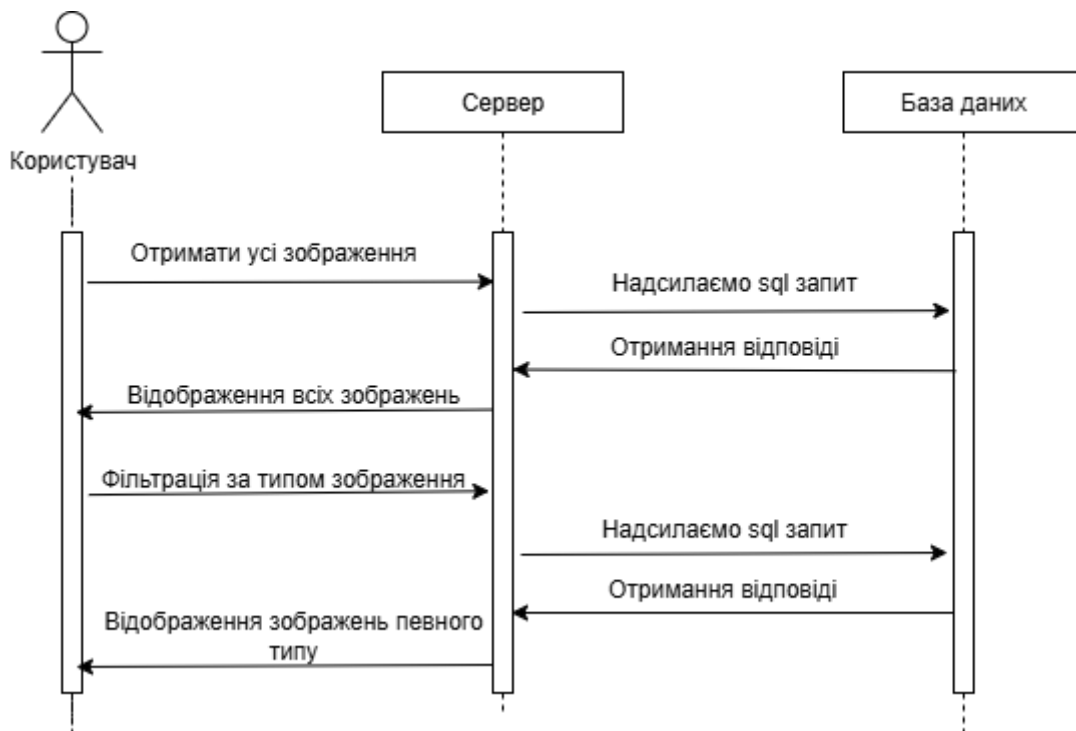 Сервер
База даних
Користувач
Отримати усі зображення
Надсилаємо sql запит
Отримання відповіді
Відображення всіх зображень
Фільтрація за типом зображення
Надсилаємо sql запит
Отримання відповіді
Відображення зображень певного
типу